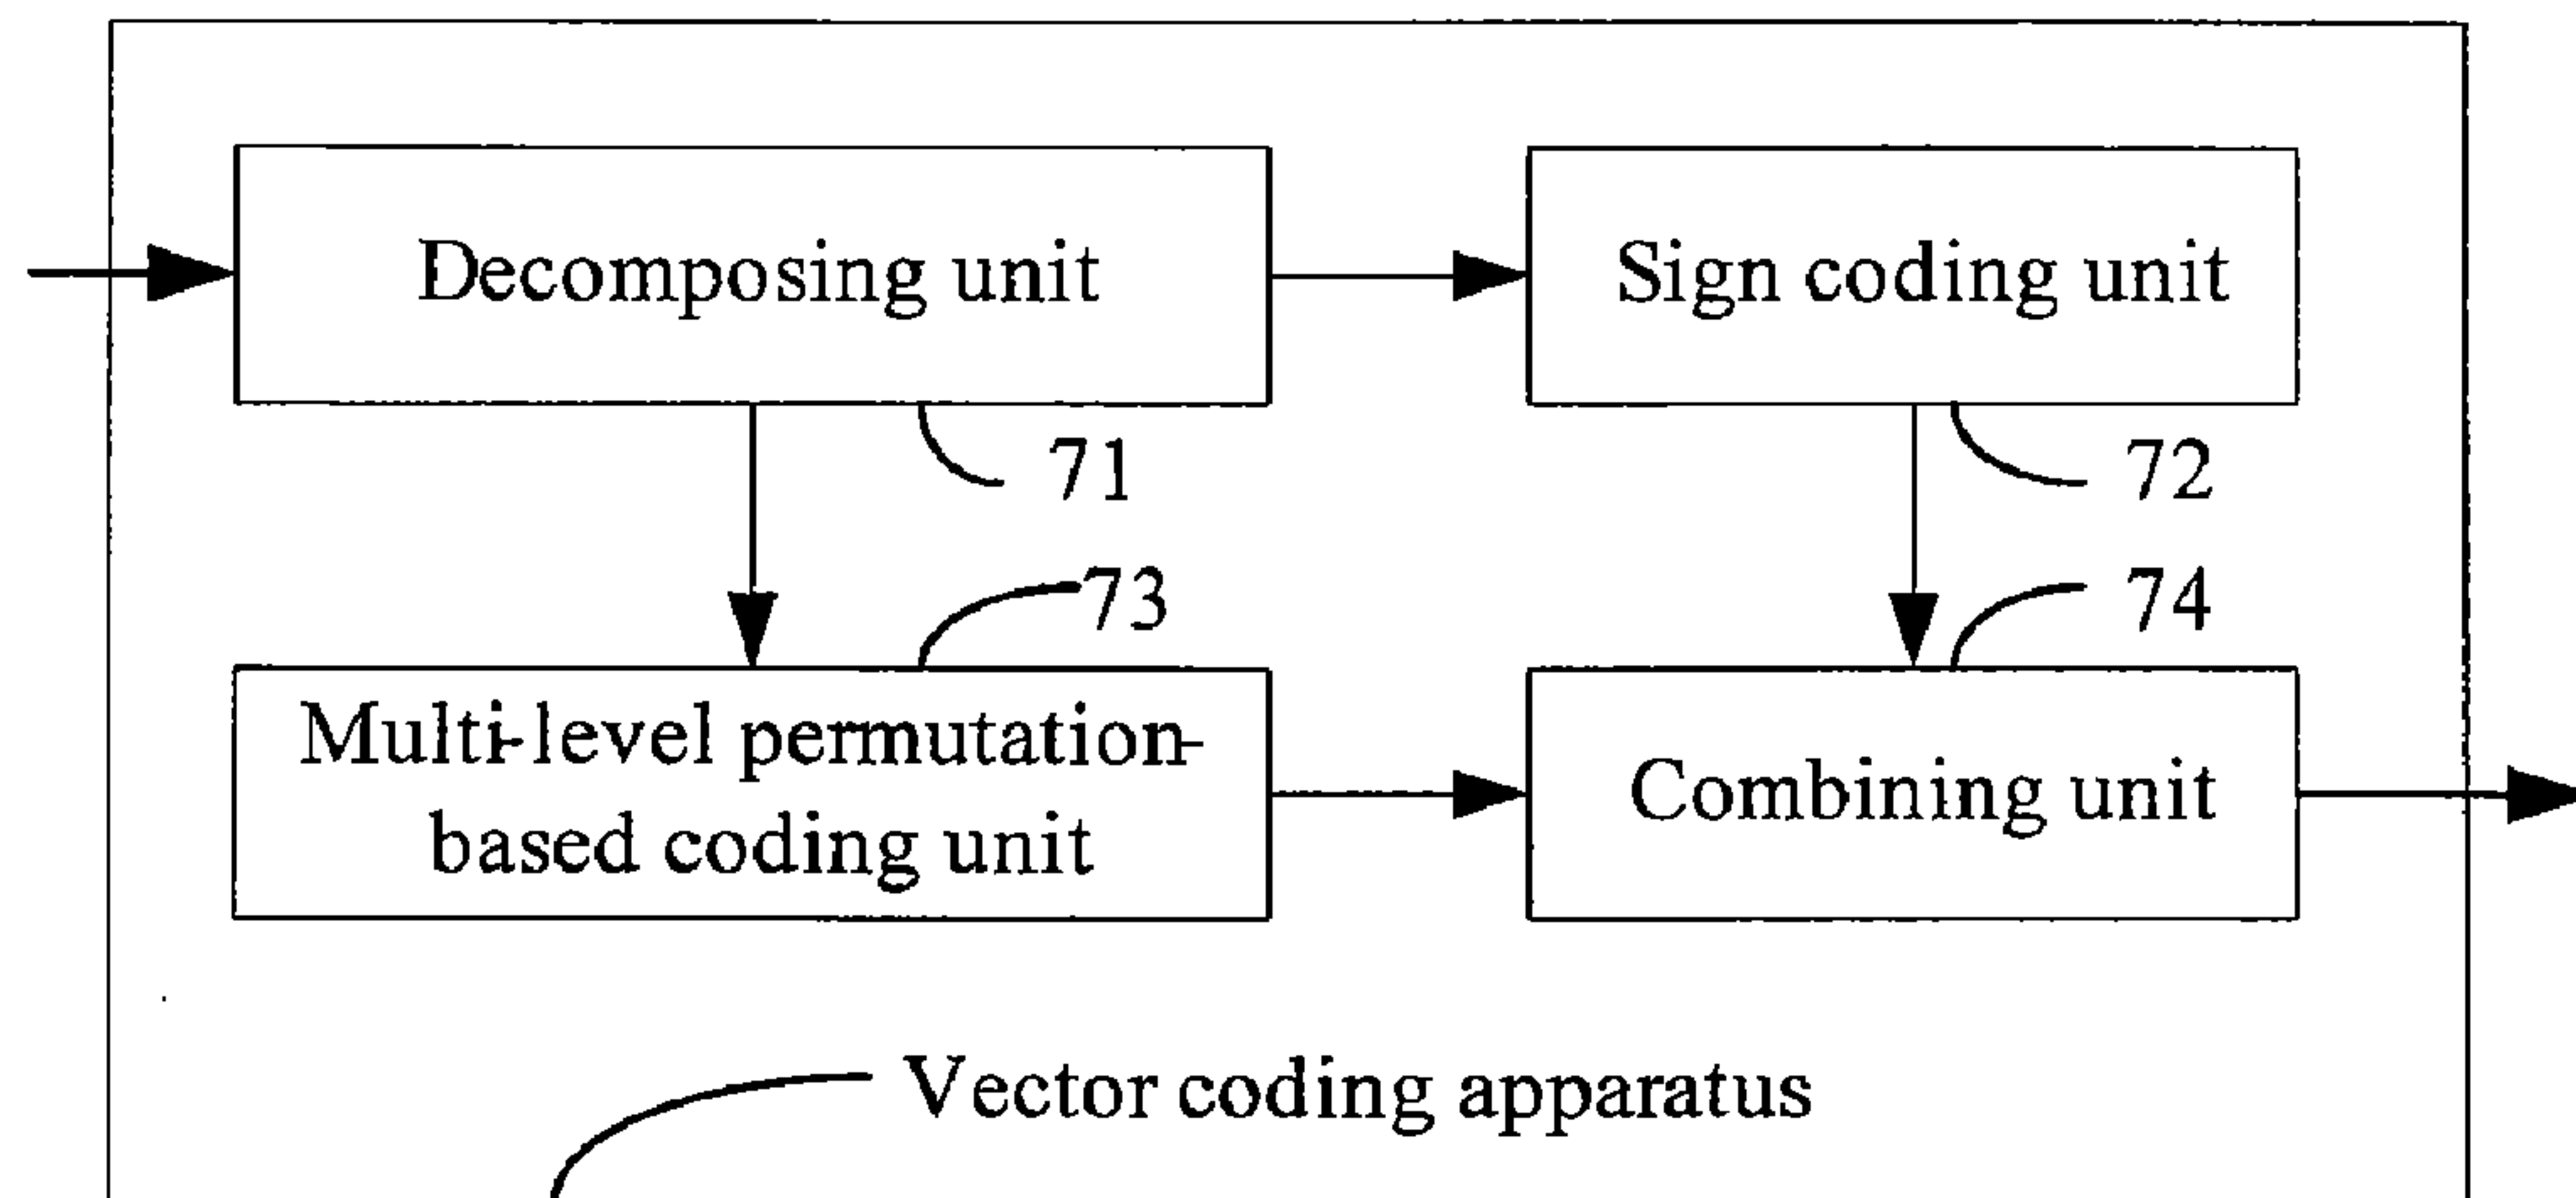 Decomposing unit
Sign coding unit
71
72
73
74
Multi-level permutation-
based coding unit
Combining unit
Vector coding apparatus